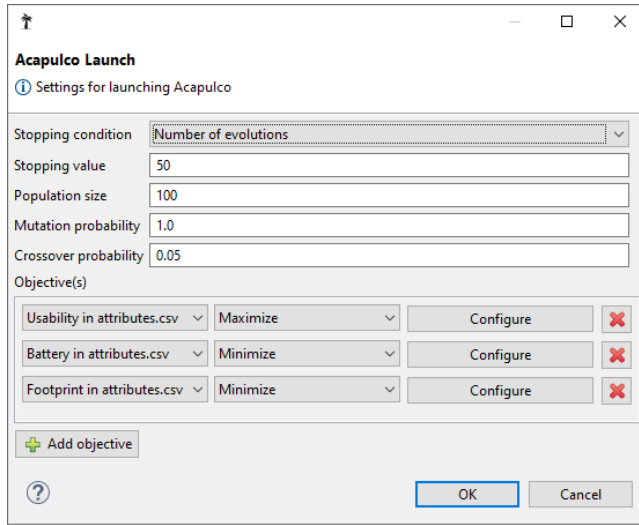 Acapulco Launch
Settings for launching Acapulco
Stopping condition Number of evolutions
Stopping value 50
Population size 100
Mutation probability 1.0
Crossover probability 0.05
Objective(s)
Usability in attributes.csv Maximize Configure
Battery in attributes.csv Minimize Configure
Footprint in attributes.csv Minimize Configure
Add objective
? OK Cancel